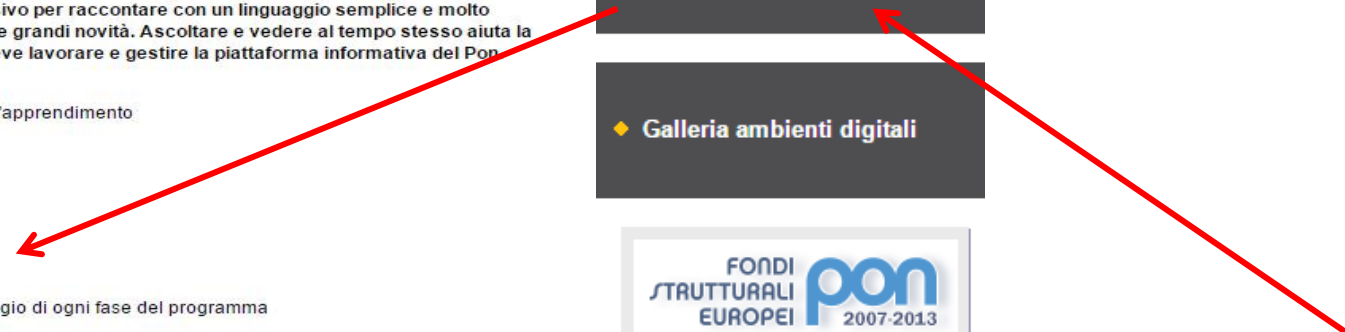 ivo per raccontare con un linguaggio semplice e molto
e grandi novità. Ascoltare e vedere al tempo stesso aiuta la
ve lavorare e gestire la piattaforma informativa del Pon
'apprendimento
gio di ogni fase del programma
Galleria ambienti digitali
FONDI
STRUTTURALI
EUROPEI
pon
2007-2013